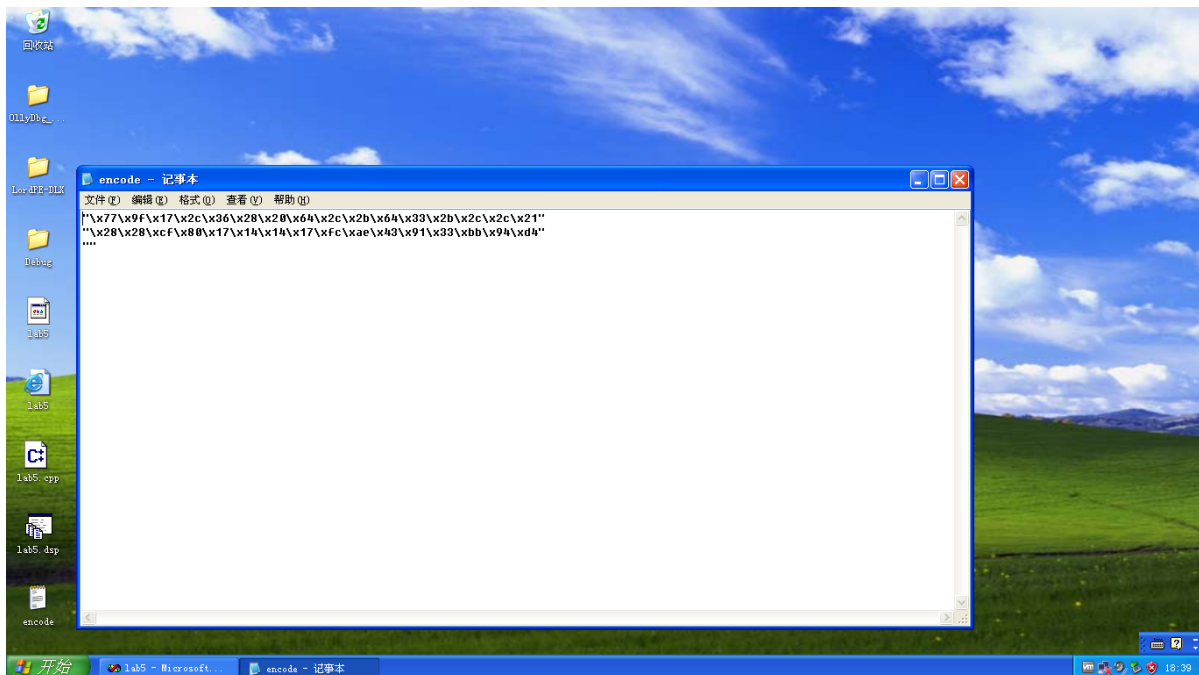 回收站
OllyDbg_...
LordPE-DLX
Debug
lab5
lab5
lab5.cpp
lab5.dsp
encode
encode - 记事本
文件(F) 编辑(E) 格式(O) 查看(V) 帮助(H)
"\x77\x9f\x17\x2c\x36\x28\x20\x64\x2c\x2b\x64\x33\x2b\x2c\x2c\x21"
"\x28\x28\xcf\x80\x17\x14\x14\x17\xfc\xae\x43\x91\x33\xbb\x94\xd4"
""
开始
lab5 - Microsoft...
encode - 记事本
18:39